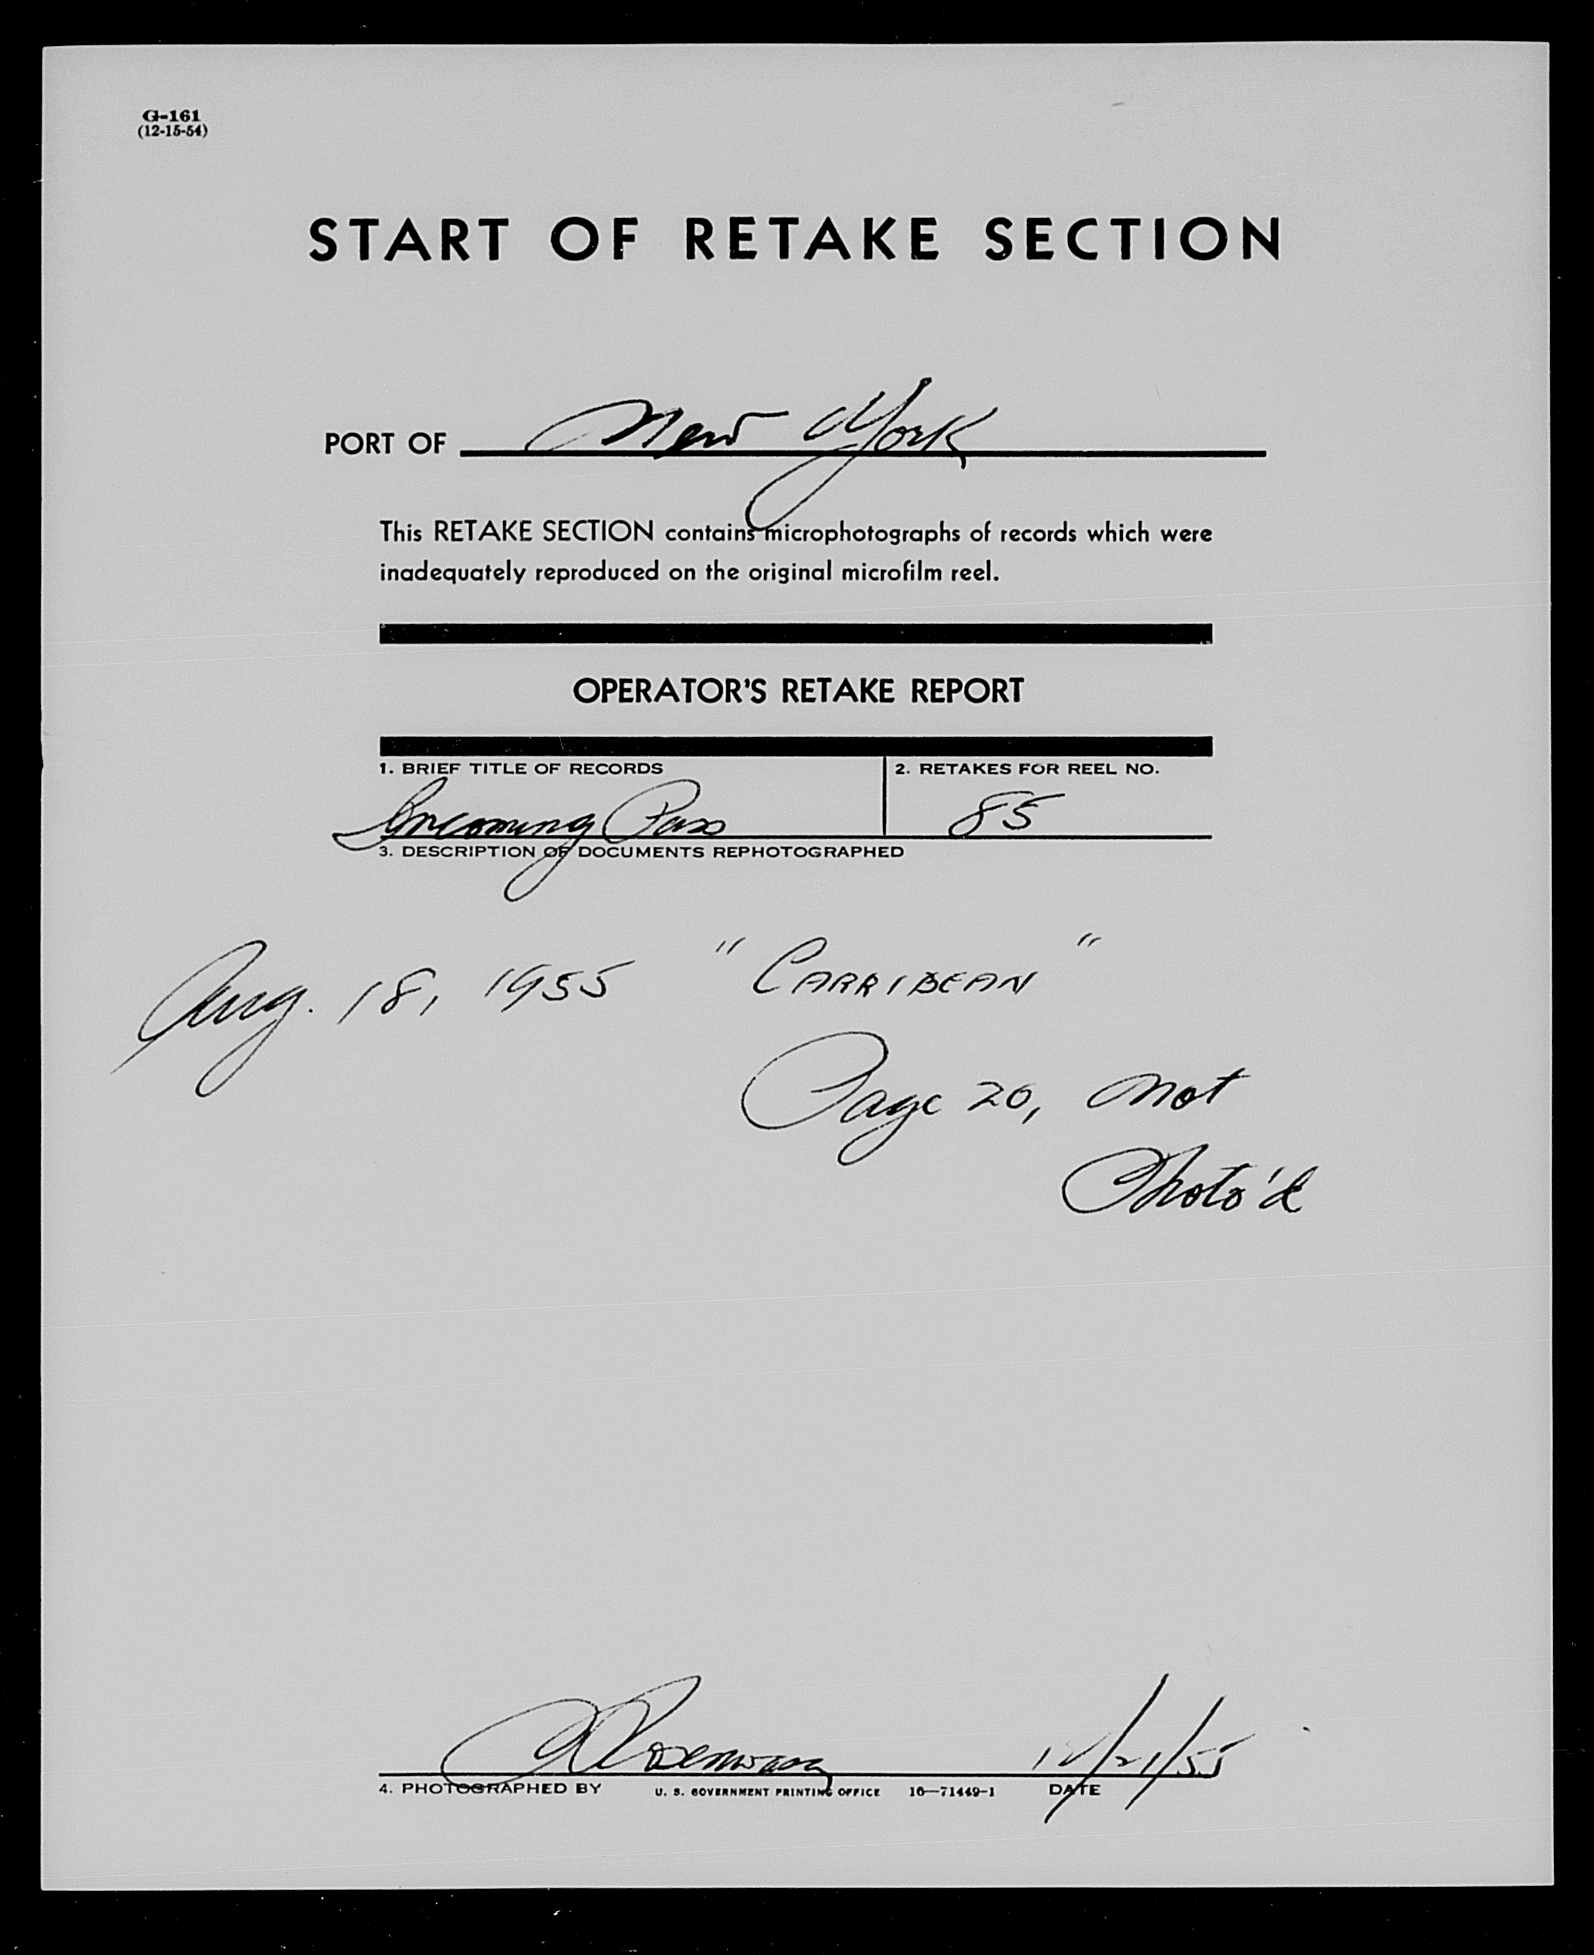 G-161
(12-15-54)
START OF RETAKE SECTION
PORT OF New York
This RETAKE SECTION contains microphotographs of records which were
inadequately reproduced on the original microfilm reel.
OPERATOR'S RETAKE REPORT
1. BRIEF TITLE OF RECORDS 2. RETAKES FOR REEL NO.
Incoming Pass 85
3. DESCRIPTION OF DOCUMENTS REPHOTOGRAPHED
Aug. 18, 1955 "CARRIBEAN"
Page 20, Not
Photo'd
12/21/55
4. PHOTOGRAPHED BY U. S. GOVERNMENT PRINTING OFFICE 16—71449-1 DATE